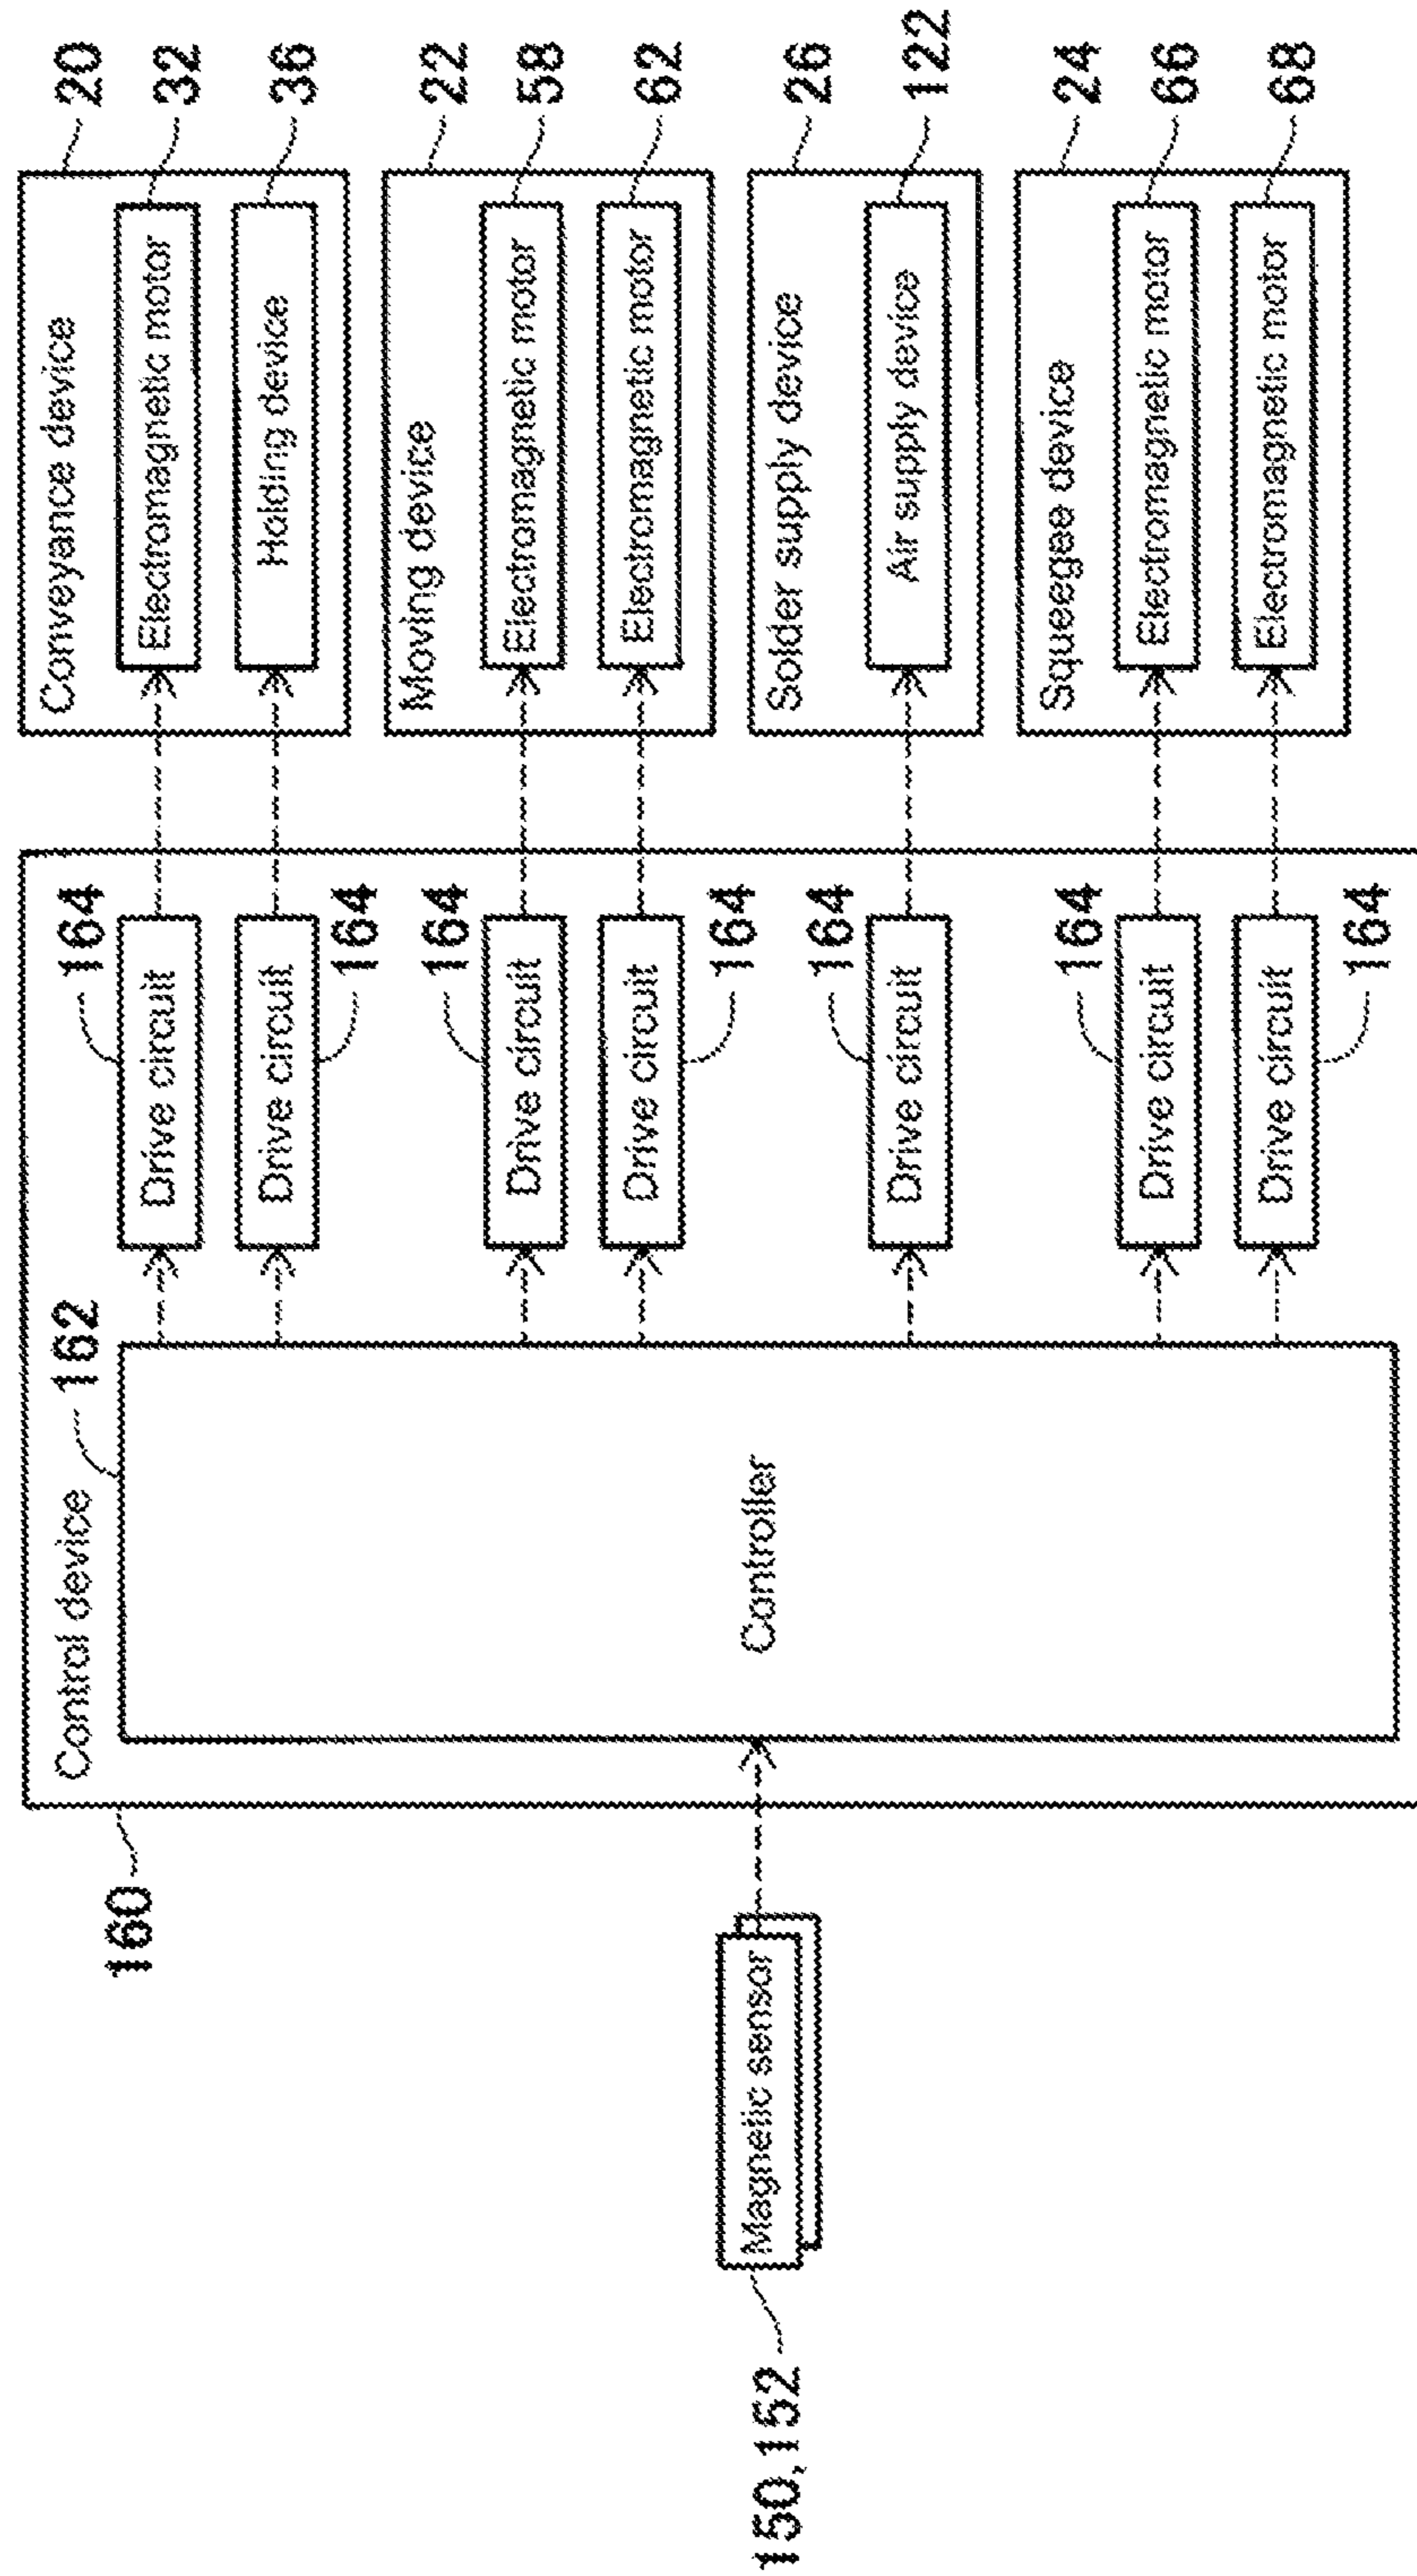 150,152
Magnetic sensor
160
Control device
162
Controller
164
Drive circuit
Drive circuit
164
164
Drive circuit
Drive circuit
164
164
Drive circuit
164
Drive circuit
Drive circuit
164
Conveyance device
20
Electromagnetic motor
32
Holding device
36
Moving device
22
Electromagnetic motor
58
Electromagnetic motor
62
Solder supply device
26
Air supply device
122
Squeegee device
24
Electromagnetic motor
66
Electromagnetic motor
68